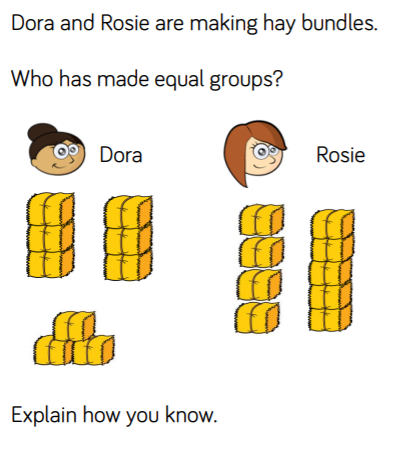 Dora and Rosie are making hay bundles.
Who has made equal groups?
Dora
Rosie
Explain how you know.